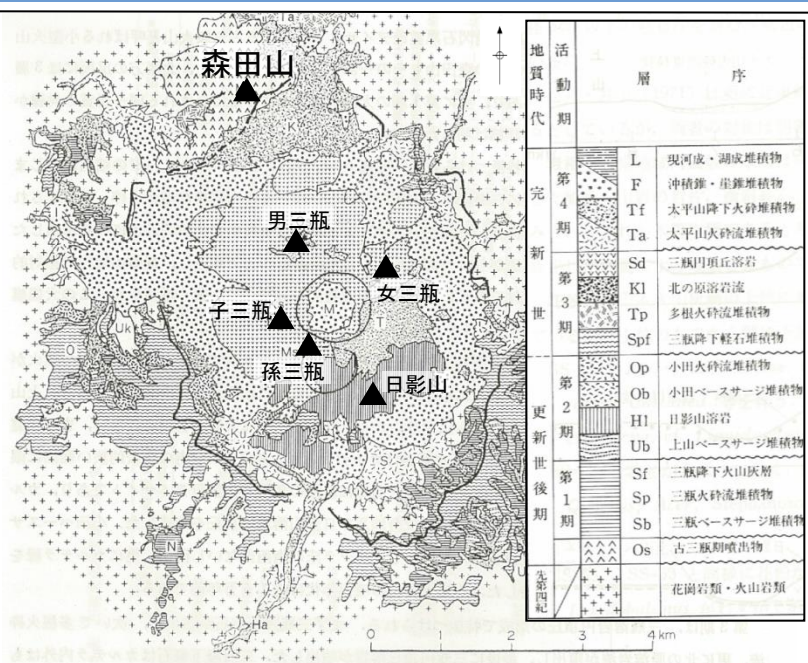 森田山
男三瓶
女三瓶
子三瓶
孫三瓶
日影山
Ta
K
M
T
Ms
Uk
O
Ku
S
N
Ha
U
0 1 2 3 4 km
地質時代 活動期 層序
完新世
第4期
L 現河成・湖成堆積物
F 沖積錐・崖錐堆積物
Tf 太平山降下火砕堆積物
Ta 太平山火砕流堆積物
第3期
Sd 三瓶円頂丘溶岩
Kl 北の原溶岩流
Tp 多根火砕流堆積物
Spf 三瓶降下軽石堆積物
更新世後期
第2期
Op 小田火砕流堆積物
Ob 小田ベースサージ堆積物
Hl 日影山溶岩
Ub 上山ベースサージ堆積物
第1期
Sf 三瓶降下火山灰層
Sp 三瓶火砕流堆積物
Sb 三瓶ベースサージ堆積物
Os 古三瓶期噴出物
先第四紀
花崗岩類・火山岩類